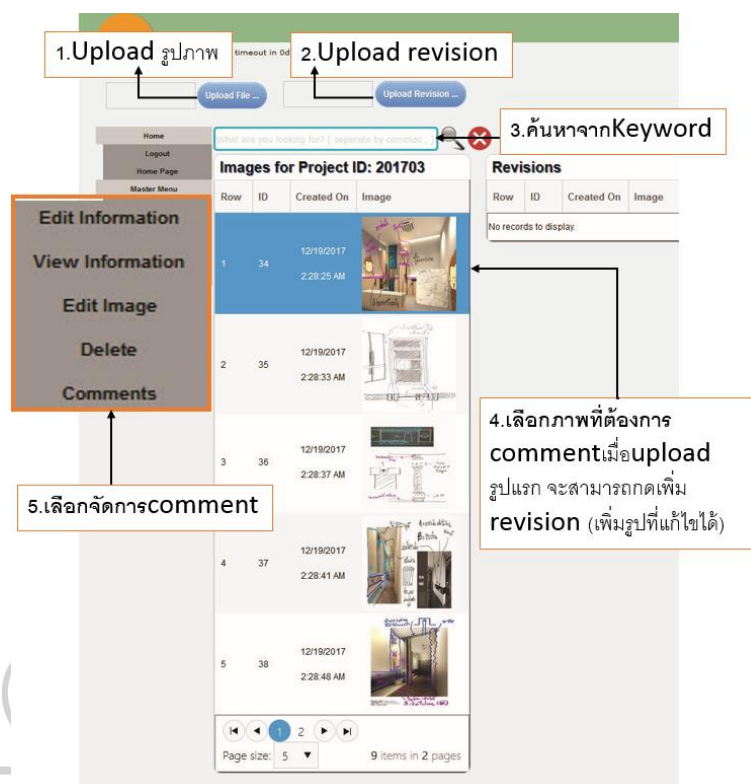 1.Upload รูปภาพ
timeout in 0d
2.Upload revision
Upload File ...
Upload Revision ...
3.ค้นหาจากKeyword
What are you looking for? ( seperate by commas , )
Home
Logout
Home Page
Master Menu
Images for Project ID: 201703
Revisions
Row ID Created On Image
Row ID Created On Image
No records to display.
Edit Information
View Information
Edit Image
Delete
Comments
1 34 12/19/2017 2:28:25 AM
2 35 12/19/2017 2:28:33 AM
3 36 12/19/2017 2:28:37 AM
4 37 12/19/2017 2:28:41 AM
5 38 12/19/2017 2:28:48 AM
4.เลือกภาพที่ต้องการ
commentเมื่อupload
รูปแรก จะสามารถกดเพิ่ม
revision (เพิ่มรูปที่แก้ไขได้)
5.เลือกจัดการcomment
1 2
Page size: 5
9 items in 2 pages